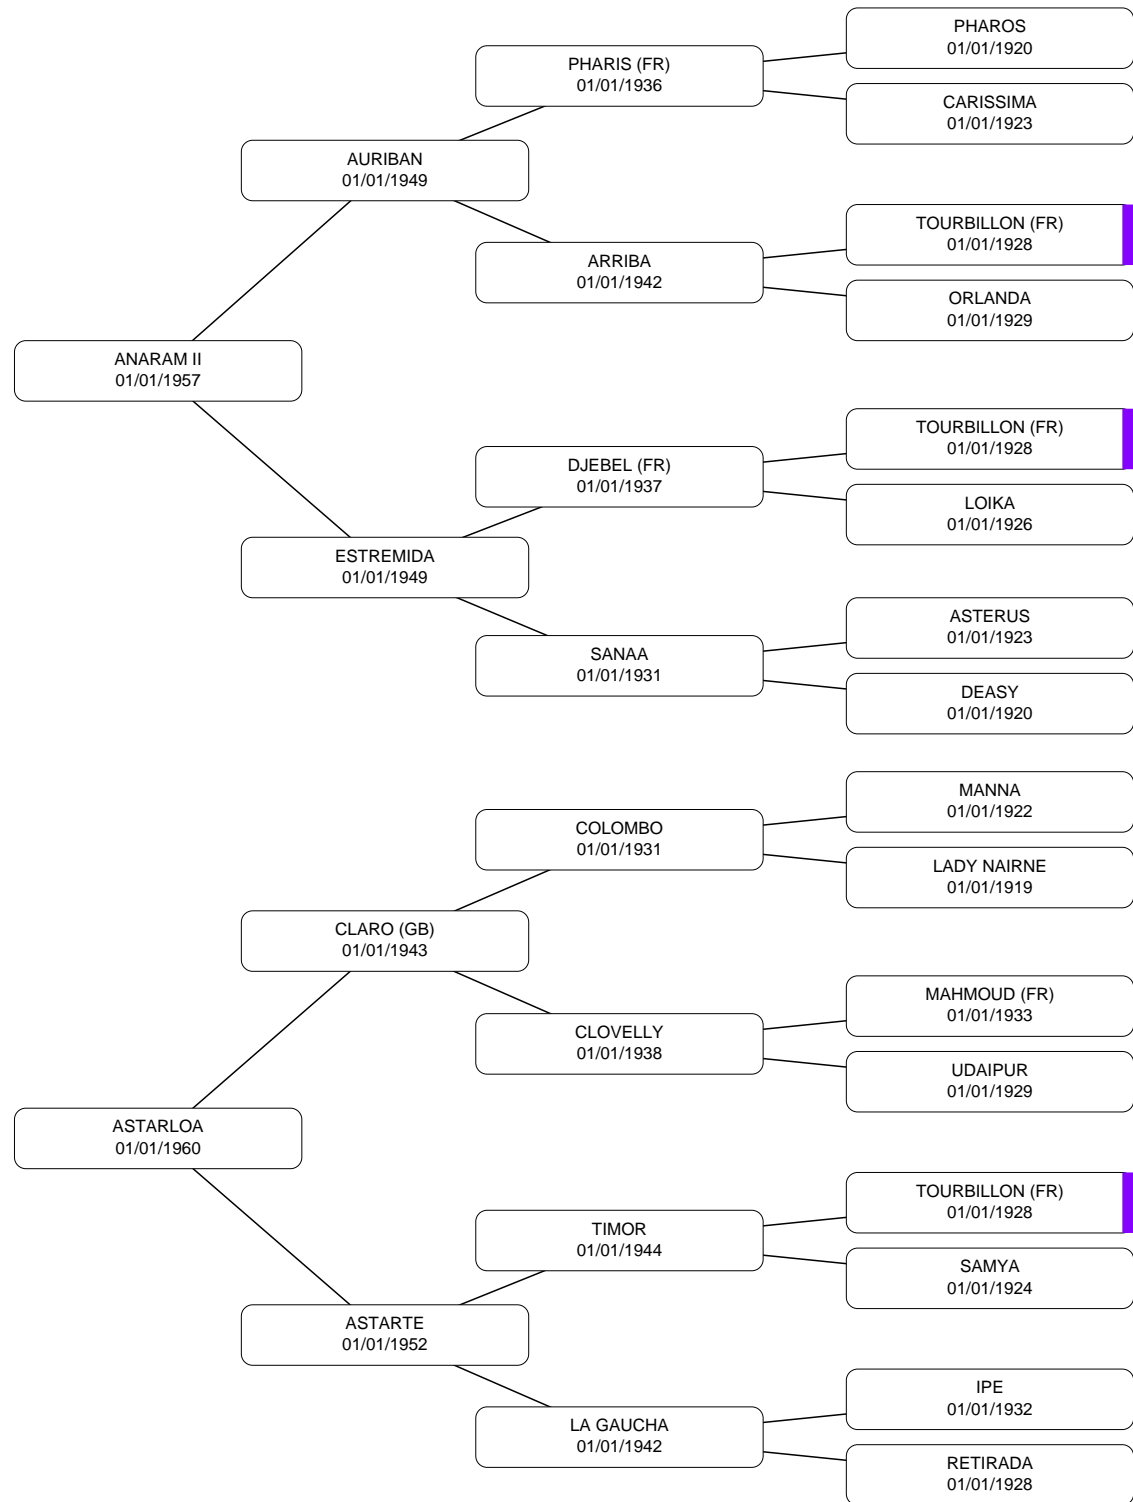 PHAROS
01/01/1920
PHARIS (FR)
01/01/1936
CARISSIMA
01/01/1923
AURIBAN
01/01/1949
TOURBILLON (FR)
01/01/1928
ARRIBA
01/01/1942
ORLANDA
01/01/1929
ANARAM II
01/01/1957
TOURBILLON (FR)
01/01/1928
DJEBEL (FR)
01/01/1937
LOIKA
01/01/1926
ESTREMIDA
01/01/1949
ASTERUS
01/01/1923
SANAA
01/01/1931
DEASY
01/01/1920
MANNA
01/01/1922
COLOMBO
01/01/1931
LADY NAIRNE
01/01/1919
CLARO (GB)
01/01/1943
MAHMOUD (FR)
01/01/1933
CLOVELLY
01/01/1938
UDAIPUR
01/01/1929
ASTARLOA
01/01/1960
TOURBILLON (FR)
01/01/1928
TIMOR
01/01/1944
SAMYA
01/01/1924
ASTARTE
01/01/1952
IPE
01/01/1932
LA GAUCHA
01/01/1942
RETIRADA
01/01/1928